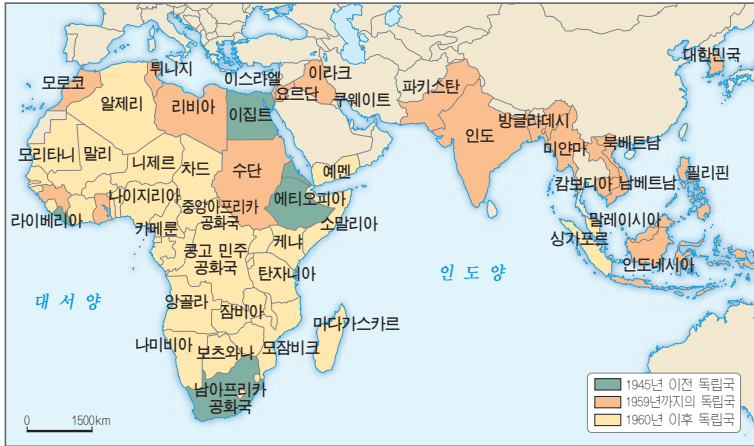 대한민국
튀니지
모로코
이스라엘
이라크
요르단
쿠웨이트
파키스탄
알제리
리비아
이집트
인도
방글라데시
미얀마
북베트남
모리타니
말리
니제르
차드
수단
예멘
캄보디아
남베트남
필리핀
나이지리아
중앙아프리카
공화국
에티오피아
라이베리아
카메룬
소말리아
말레이시아
싱가포르
콩고 민주
공화국
케냐
탄자니아
인도네시아
인도양
대서양
앙골라
잠비아
마다가스카르
나미비아
보츠와나
모잠비크
남아프리카
공화국
1945년 이전 독립국
1959년까지의 독립국
1960년 이후 독립국
0 1500km